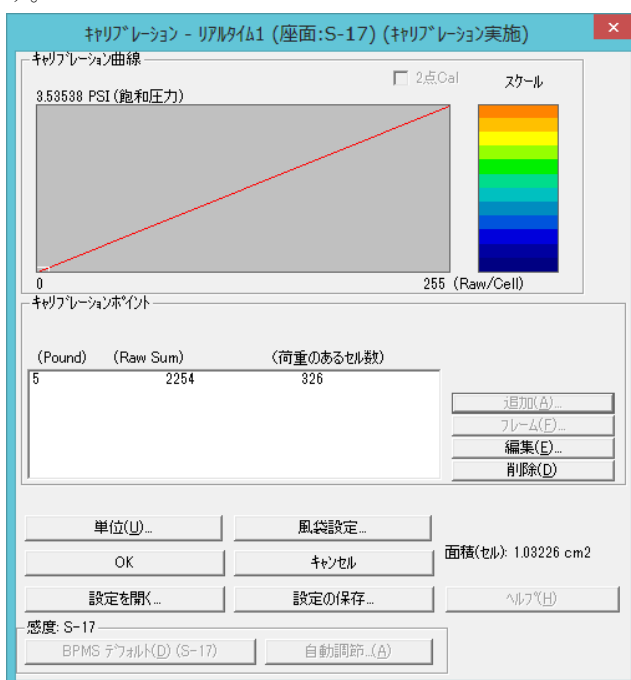 キャリブレーション - リアルタイム1 (座面:S-17) (キャリブレーション実施)
キャリブレーション曲線
2点Cal
スケール
3.53538 PSI (飽和圧力)
0
255 (Raw/Cell)
キャリブレーションポイント
(Pound) (Raw Sum) (荷重のあるセル数)
5 2254 326
追加(A)...
フレーム(F)...
編集(E)...
削除(D)
単位(U)... 風袋設定...
OK キャンセル 面積(セル): 1.03226 cm2
設定を開く... 設定の保存... ヘルプ(H)
感度: S-17
BPMS デフォルト(D) (S-17) 自動調節...(A)